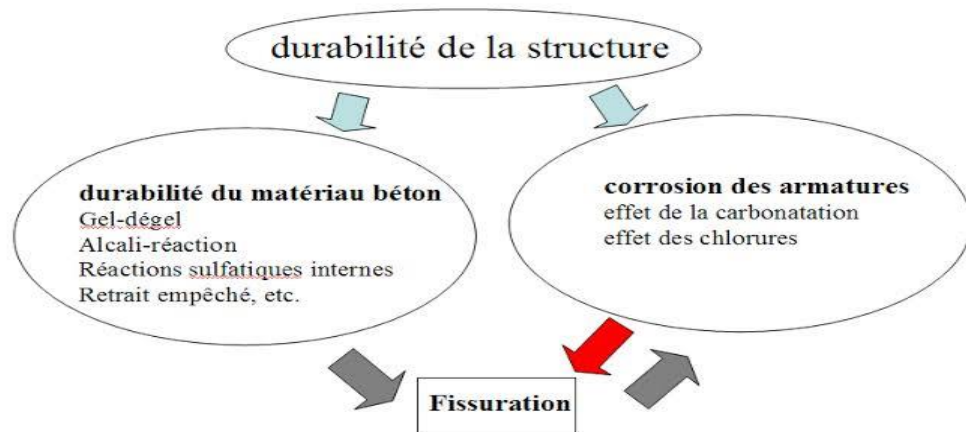 durabilité de la structure
durabilité du matériau béton
Gel-dégel
Alcali-réaction
Réactions sulfatiques internes
Retrait empêché, etc.
corrosion des armatures
effet de la carbonatation
effet des chlorures
Fissuration